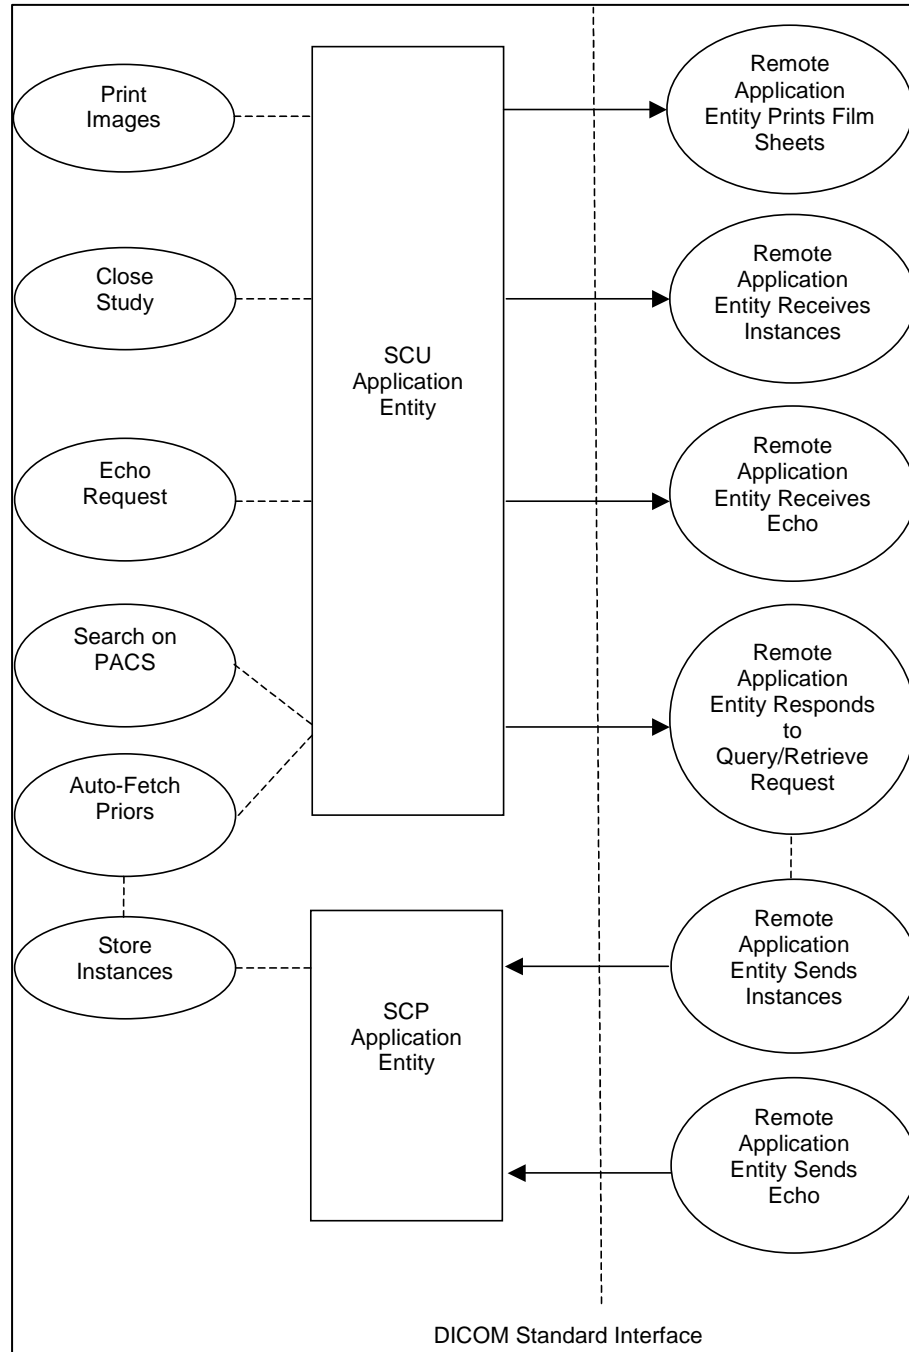 Print
Images
Remote
Application
Entity Prints Film
Sheets
Close
Study
Remote
Application
Entity Receives
Instances
SCU
Application
Entity
Echo
Request
Remote
Application
Entity Receives
Echo
Search on
PACS
Remote
Application
Entity Responds
to
Query/Retrieve
Request
Auto-Fetch
Priors
Store
Instances
Remote
Application
Entity Sends
Instances
SCP
Application
Entity
Remote
Application
Entity Sends
Echo
DICOM Standard Interface